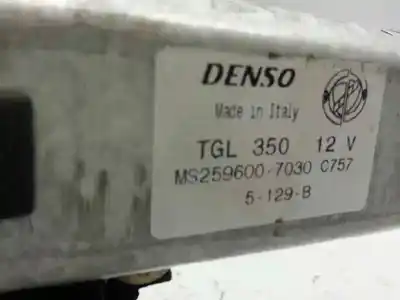 DENSO
Made in Italy
TGL 350 12 V
MS259600-7030 C757
5-129-B